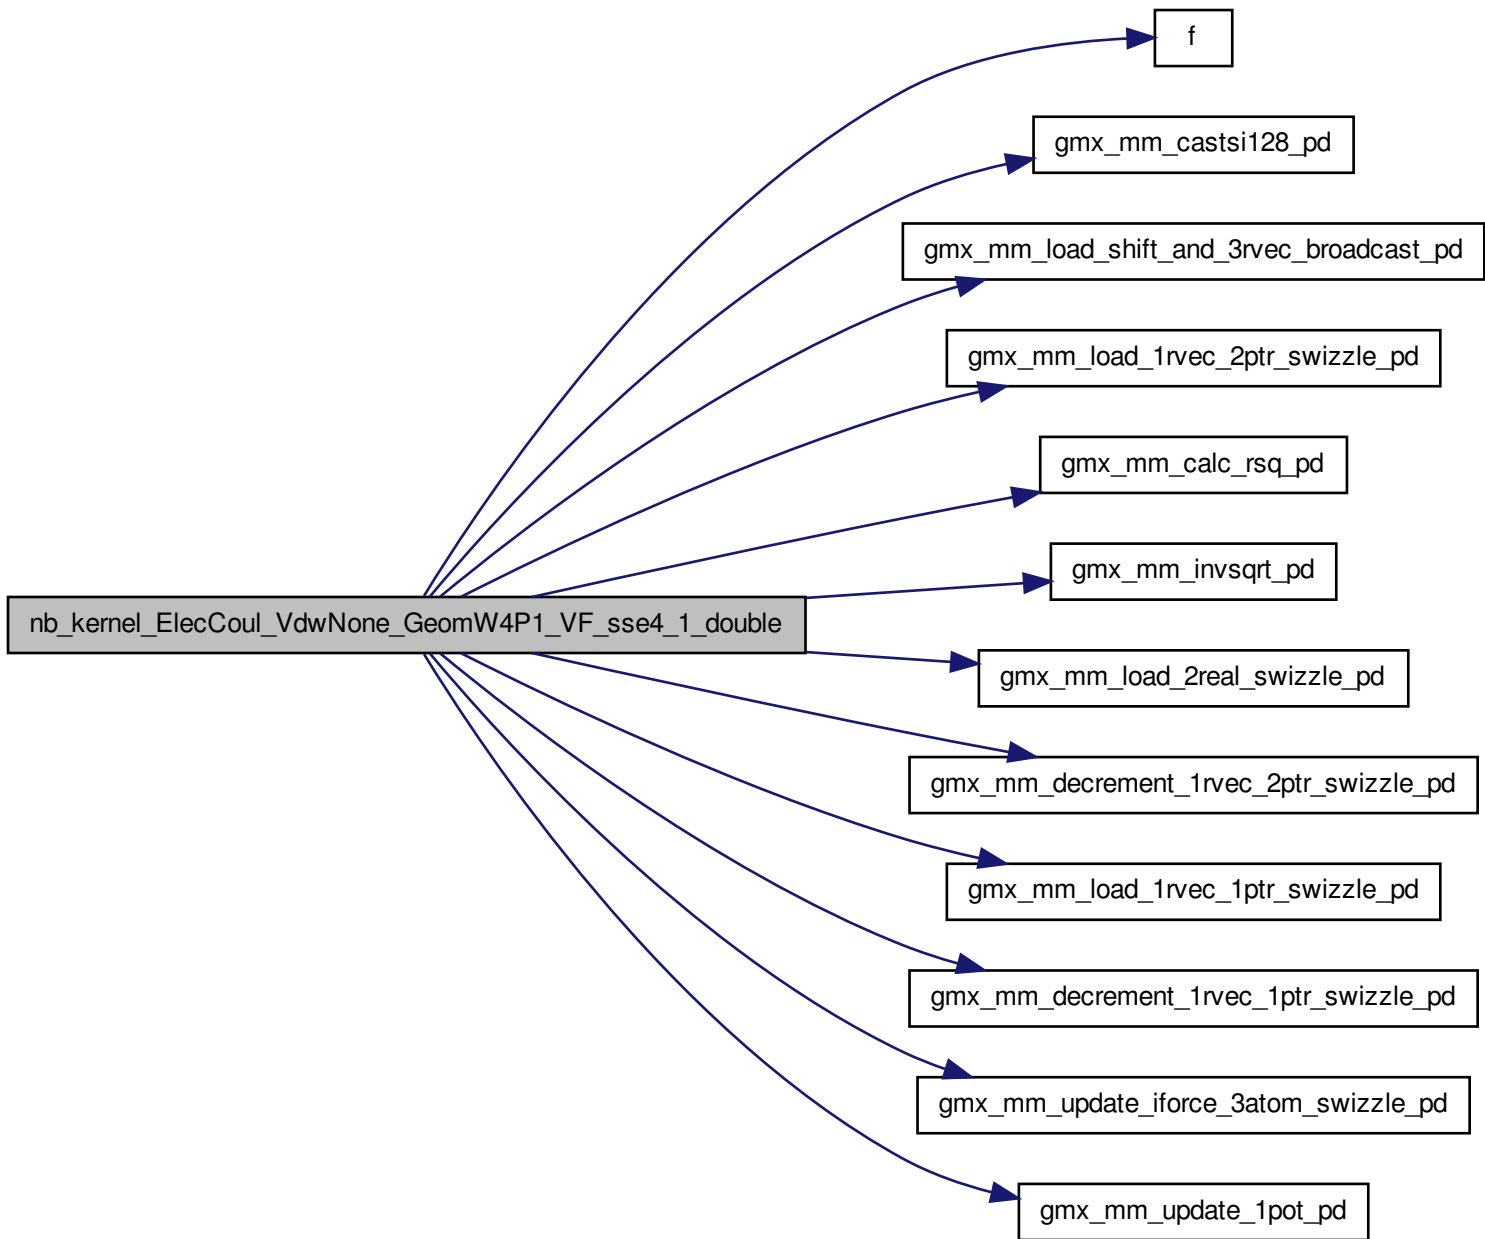 f
gmx_mm_castsi128_pd
gmx_mm_load_shift_and_3rvec_broadcast_pd
gmx_mm_load_1rvec_2ptr_swizzle_pd
gmx_mm_calc_rsq_pd
gmx_mm_invsqrt_pd
nb_kernel_ElecCoul_VdwNone_GeomW4P1_VF_sse4_1_double
gmx_mm_load_2real_swizzle_pd
gmx_mm_decrement_1rvec_2ptr_swizzle_pd
gmx_mm_load_1rvec_1ptr_swizzle_pd
gmx_mm_decrement_1rvec_1ptr_swizzle_pd
gmx_mm_update_iforce_3atom_swizzle_pd
gmx_mm_update_1pot_pd